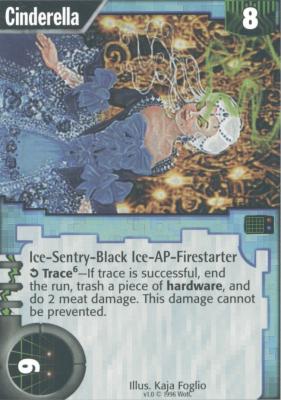 Cinderella
8
Ice-Sentry-Black Ice-AP-Firestarter
Trace6–If trace is successful, end
the run, trash a piece of hardware, and
do 2 meat damage. This damage cannot
be prevented.
6
Illus. Kaja Foglio
v1.0 © 1996 WotC